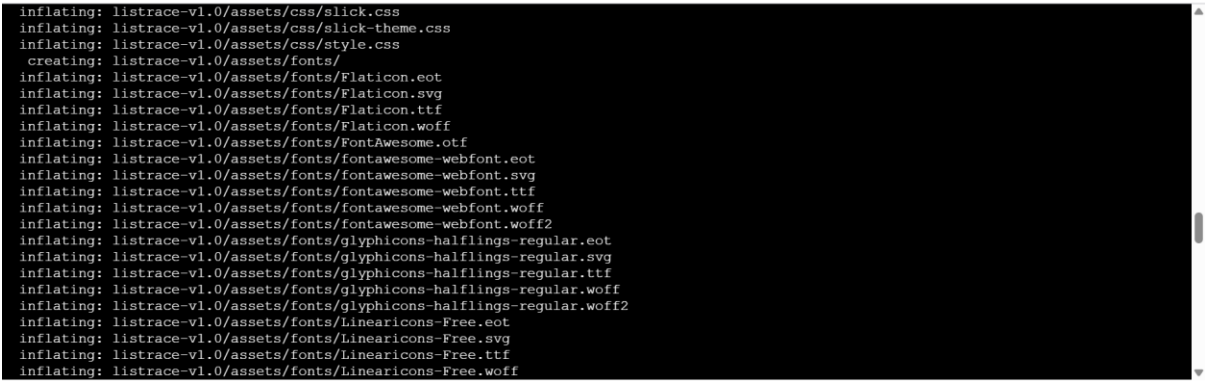 inflating: listrace-v1.0/assets/css/slick.css
inflating: listrace-v1.0/assets/css/slick-theme.css
inflating: listrace-v1.0/assets/css/style.css
creating: listrace-v1.0/assets/fonts/
inflating: listrace-v1.0/assets/fonts/Flaticon.eot
inflating: listrace-v1.0/assets/fonts/Flaticon.svg
inflating: listrace-v1.0/assets/fonts/Flaticon.ttf
inflating: listrace-v1.0/assets/fonts/Flaticon.woff
inflating: listrace-v1.0/assets/fonts/FontAwesome.otf
inflating: listrace-v1.0/assets/fonts/fontawesome-webfont.eot
inflating: listrace-v1.0/assets/fonts/fontawesome-webfont.svg
inflating: listrace-v1.0/assets/fonts/fontawesome-webfont.ttf
inflating: listrace-v1.0/assets/fonts/fontawesome-webfont.woff
inflating: listrace-v1.0/assets/fonts/fontawesome-webfont.woff2
inflating: listrace-v1.0/assets/fonts/glyphicons-halflings-regular.eot
inflating: listrace-v1.0/assets/fonts/glyphicons-halflings-regular.svg
inflating: listrace-v1.0/assets/fonts/glyphicons-halflings-regular.ttf
inflating: listrace-v1.0/assets/fonts/glyphicons-halflings-regular.woff
inflating: listrace-v1.0/assets/fonts/glyphicons-halflings-regular.woff2
inflating: listrace-v1.0/assets/fonts/Linearicons-Free.eot
inflating: listrace-v1.0/assets/fonts/Linearicons-Free.svg
inflating: listrace-v1.0/assets/fonts/Linearicons-Free.ttf
inflating: listrace-v1.0/assets/fonts/Linearicons-Free.woff